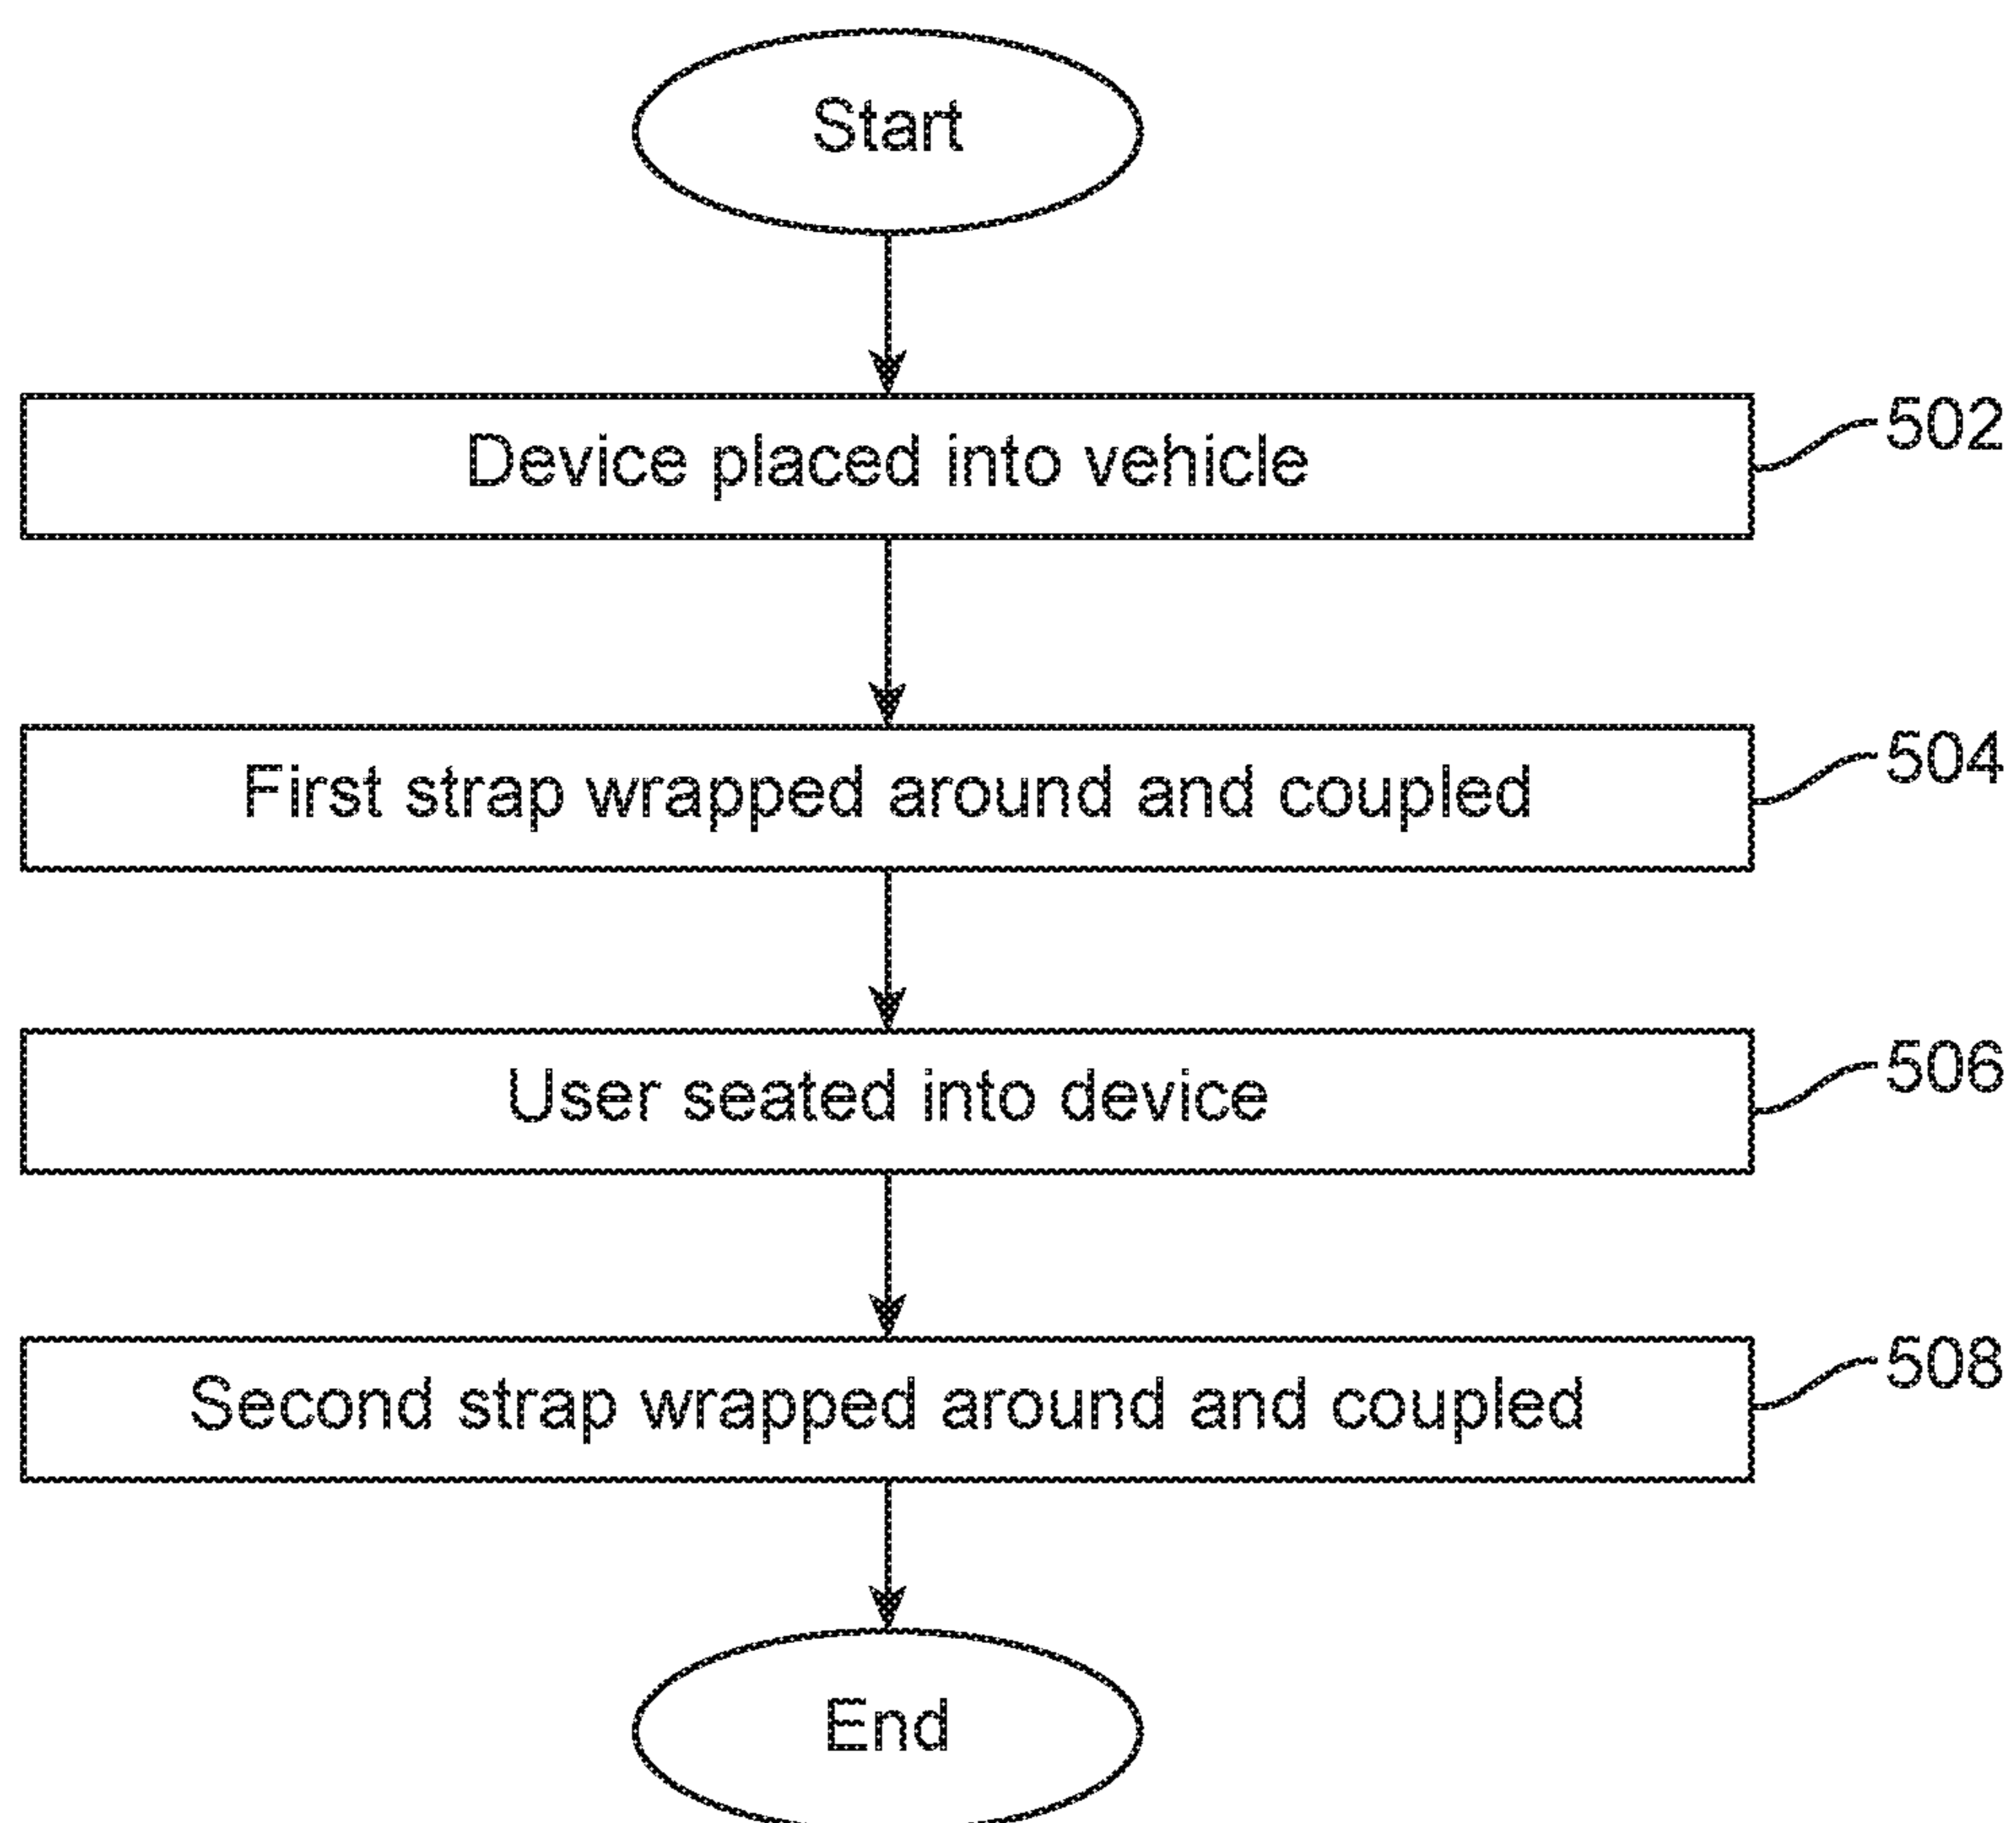 Start
Device placed into vehicle
502
First strap wrapped around and coupled
504
User seated into device
506
Second strap wrapped around and coupled
508
End